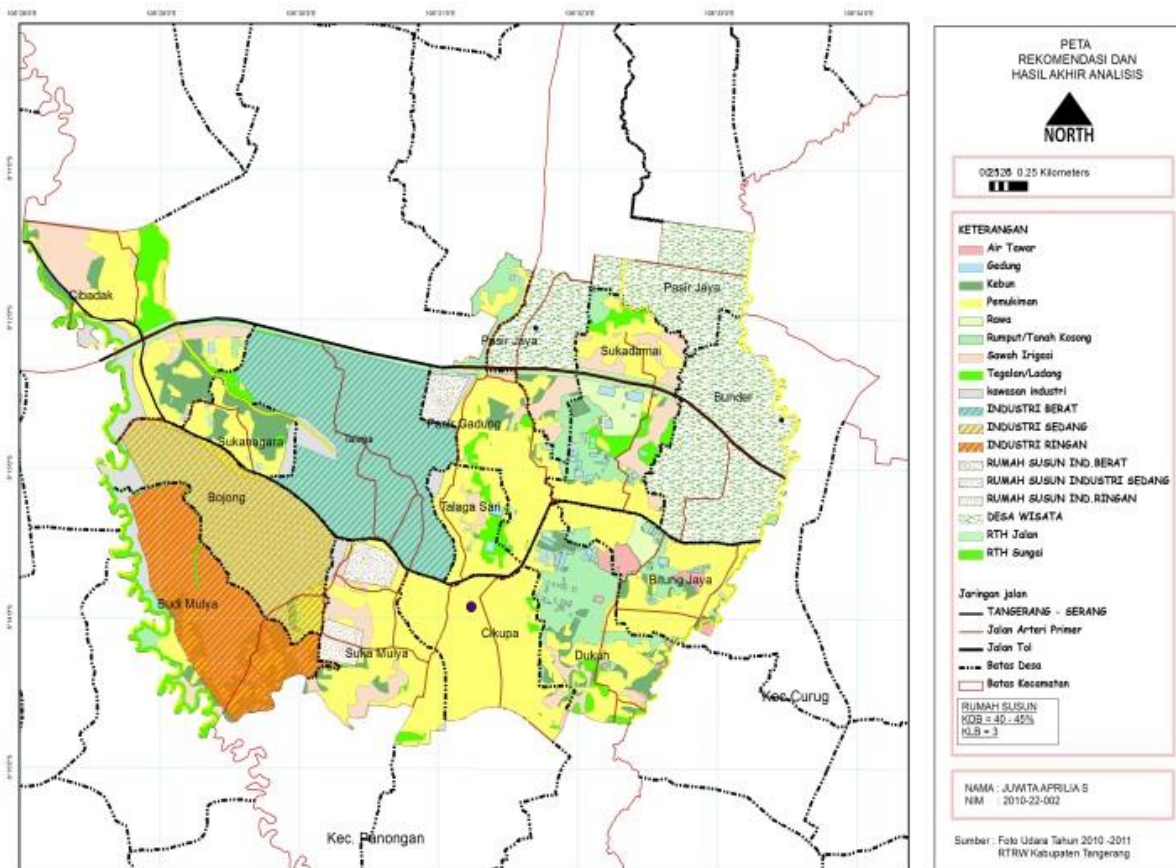 Cibadak
Pasir Jaya
Pasir Jaya
Sukadamai
Bunder
Pasir Gadung
Sukanagara
Talaga
Bojong
Talaga Sari
Budi Mulya
Bitung Jaya
Cikupa
Suka Mulya
Dukuh
Kec. Curug
Kec. Panongan
PETA
REKOMENDASI DAN
HASIL AKHIR ANALISIS
NORTH
0.25 Kilometers
KETERANGAN
Air Tawar
Gedung
Kebun
Pemukiman
Rawa
Rumput/Tanah Kosong
Sawah Irigasi
Tegalan/Ladang
kawasan industri
INDUSTRI BERAT
INDUSTRI SEDANG
INDUSTRI RINGAN
RUMAH SUSUN IND.BERAT
RUMAH SUSUN INDUSTRI SEDANG
RUMAH SUSUN IND.RINGAN
DESA WISATA
RTH Jalan
RTH Sungai
Jaringan jalan
TANGERANG - SERANG
Jalan Arteri Primer
Jalan Tol
Batas Desa
Batas Kecamatan
RUMAH SUSUN
KDB = 40 - 45%
KLB = 3
NAMA : JUWITA APRILIA S
NIM : 2010-22-002
Sumber : Foto Udara Tahun 2010 -2011
RTRW Kabupaten Tangerang